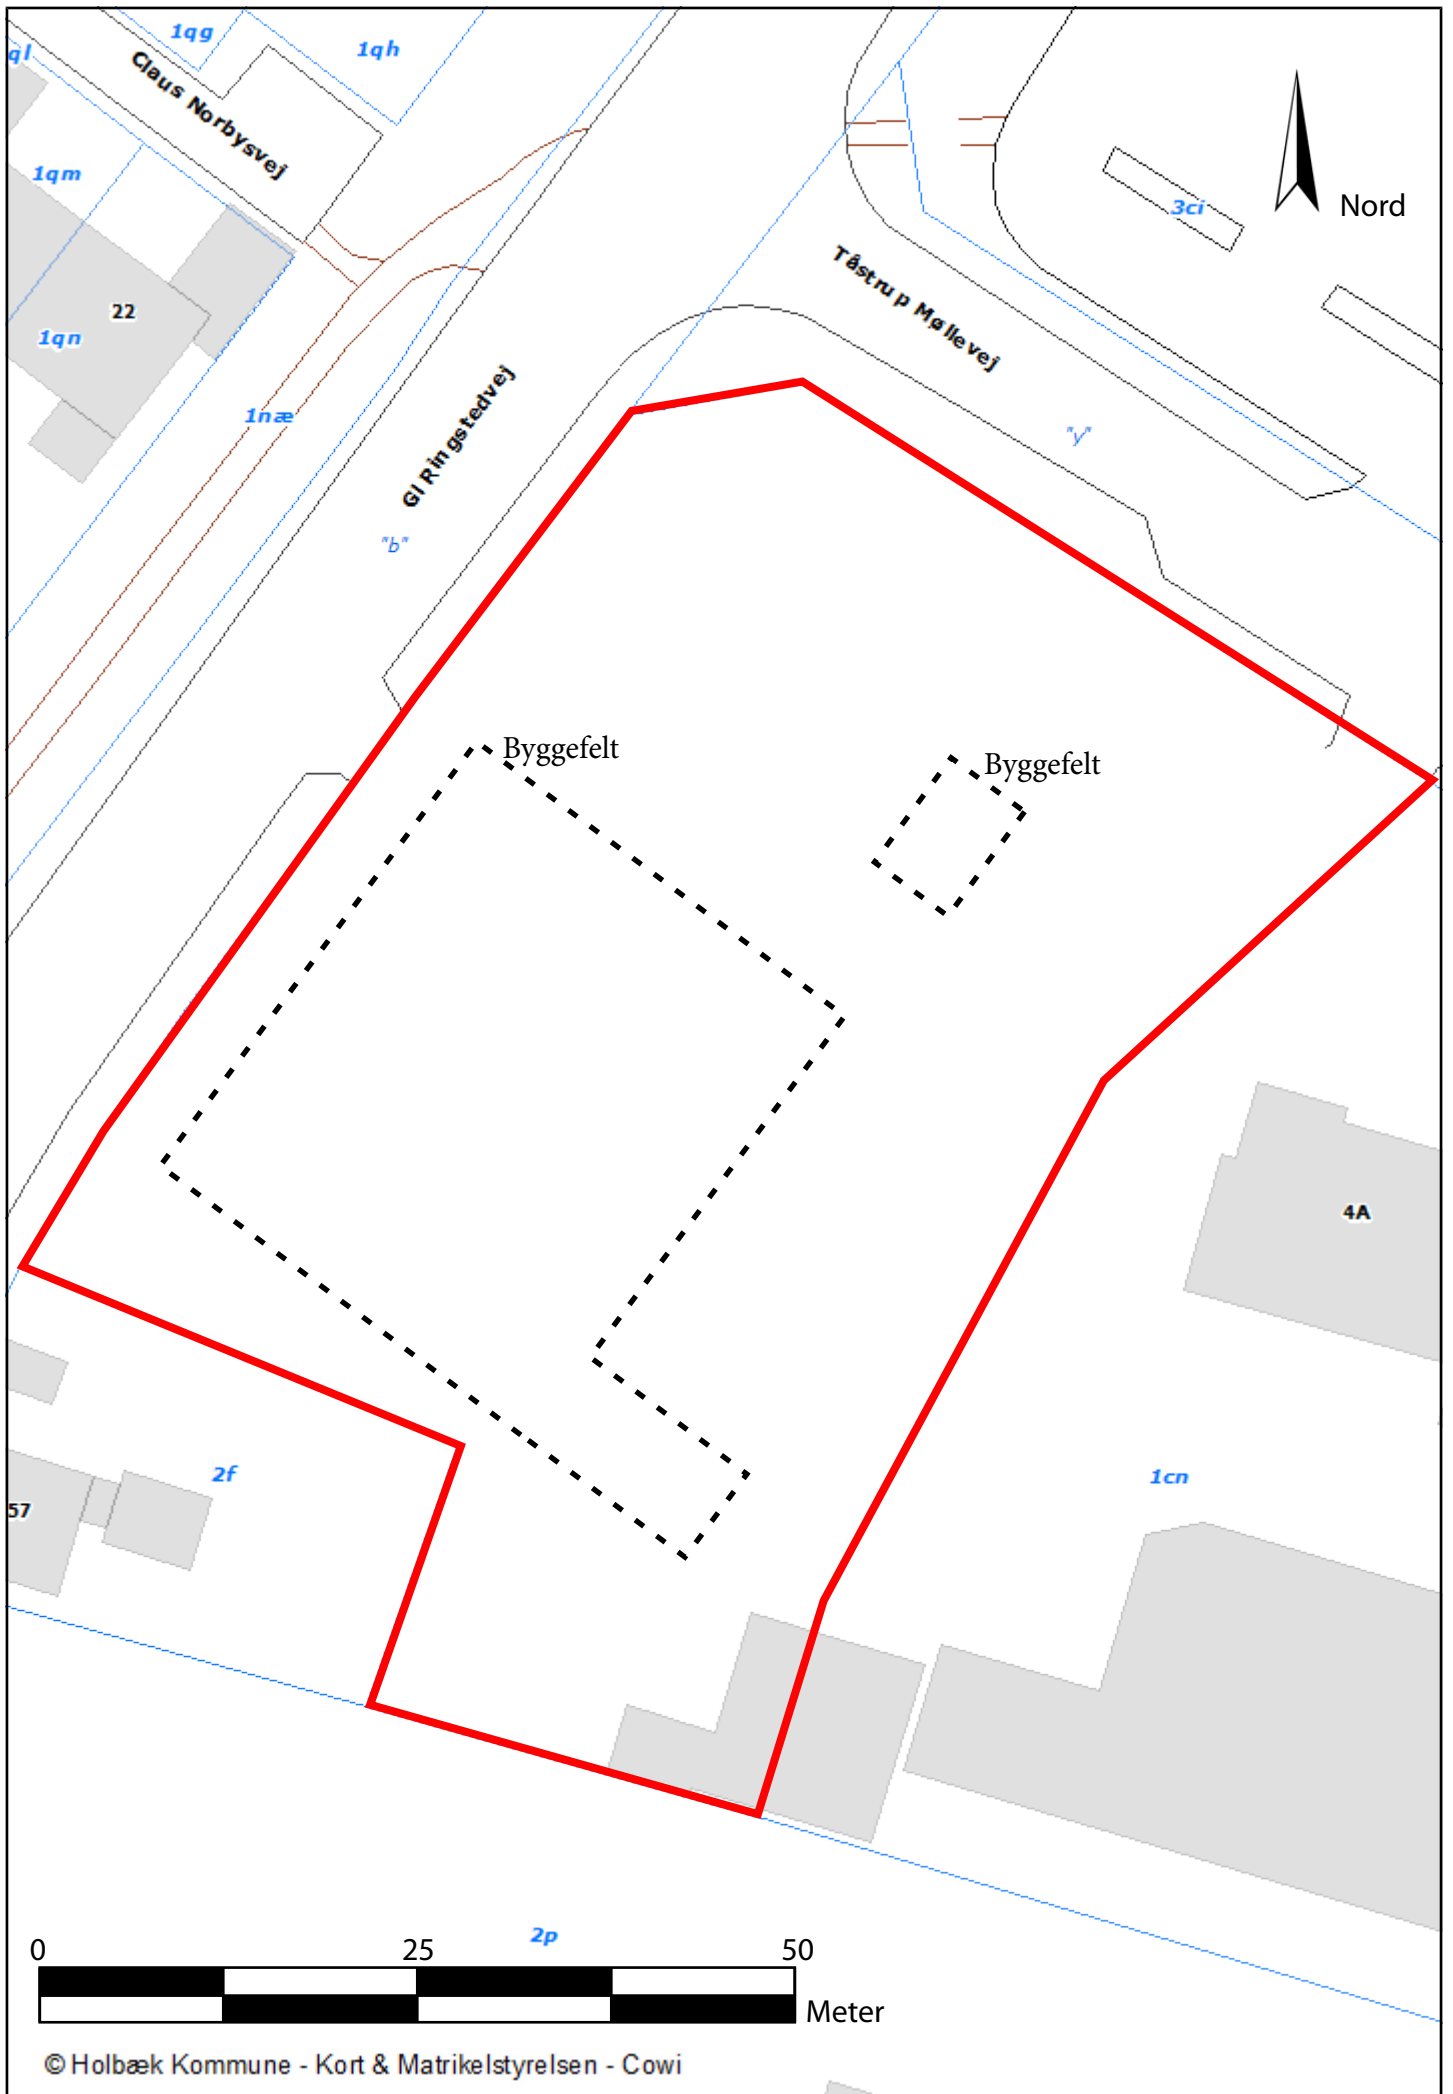 1qg
1qh
ql
Claus Norbysvej
1qm
3ci
Nord
22
1qn
Tåstrup Møllevej
1næ
Gl Ringstedvej
"y"
"b"
Byggefelt
Byggefelt
4A
2f
1cn
57
2p
0 25 50
Meter
© Holbæk Kommune - Kort & Matrikelstyrelsen - Cowi